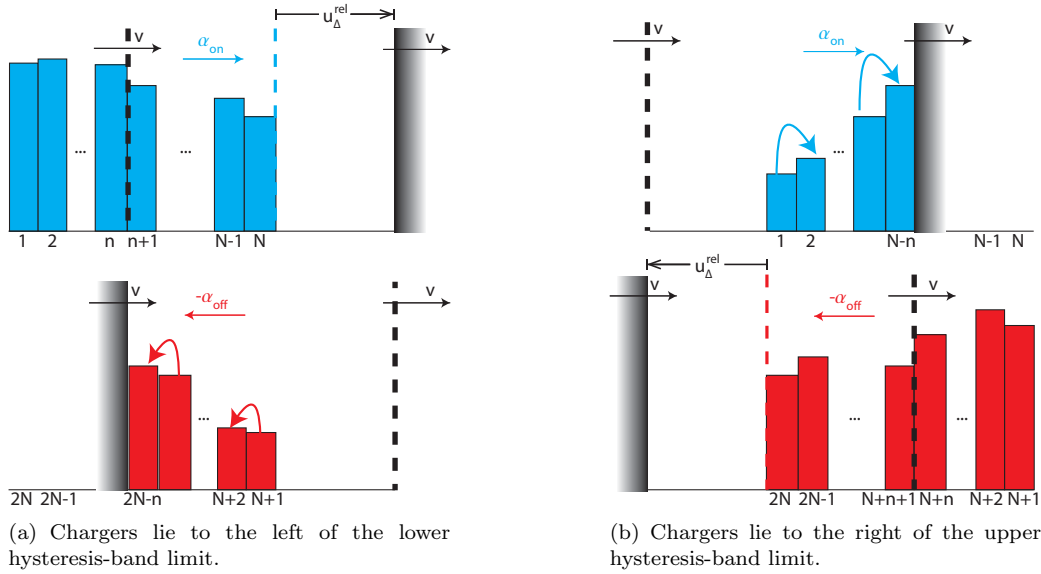 u_Δ^rel
v
α_on
v
...
...
1 2 n n+1 N-1 N
v
-α_off
v
...
2N 2N-1 2N-n N+2 N+1
(a) Chargers lie to the left of the lower
hysteresis-band limit.
v
α_on
v
...
1 2 N-n N-1 N
u_Δ^rel
v
-α_off
v
...
...
2N 2N-1 N+n+1 N+n N+2 N+1
(b) Chargers lie to the right of the upper
hysteresis-band limit.